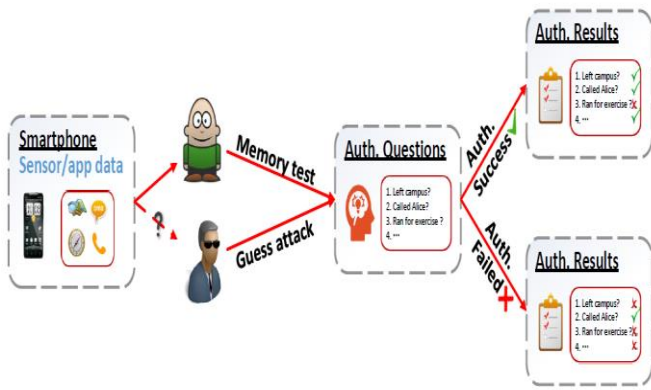 Smartphone
Sensor/app data
?
Memory test
Guess attack
Auth. Questions
1. Left campus?
2. Called Alice?
3. Ran for exercise ?
4. ...
Auth.
Success
Auth. Results
1. Left campus?
2. Called Alice?
3. Ran for exercise ?
4. ...
Auth.
Failed
Auth. Results
1. Left campus?
2. Called Alice?
3. Ran for exercise ?
4. ...